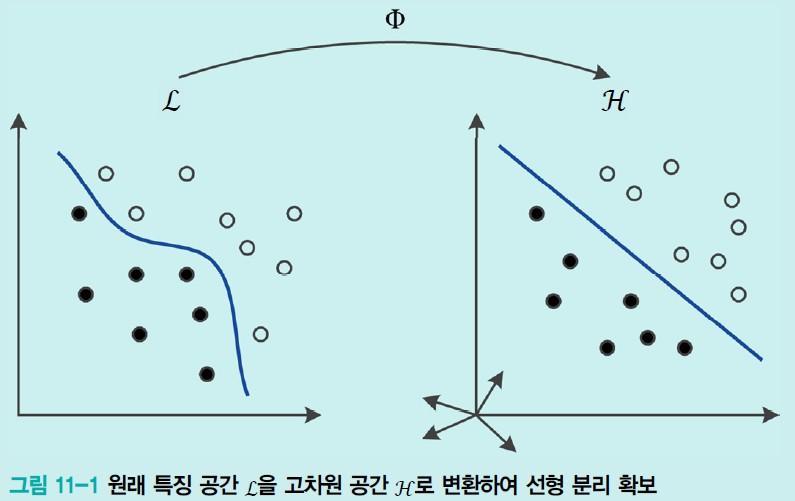 Φ
ℒ
ℋ
그림 11-1 원래 특징 공간 ℒ을 고차원 공간 ℋ로 변환하여 선형 분리 확보